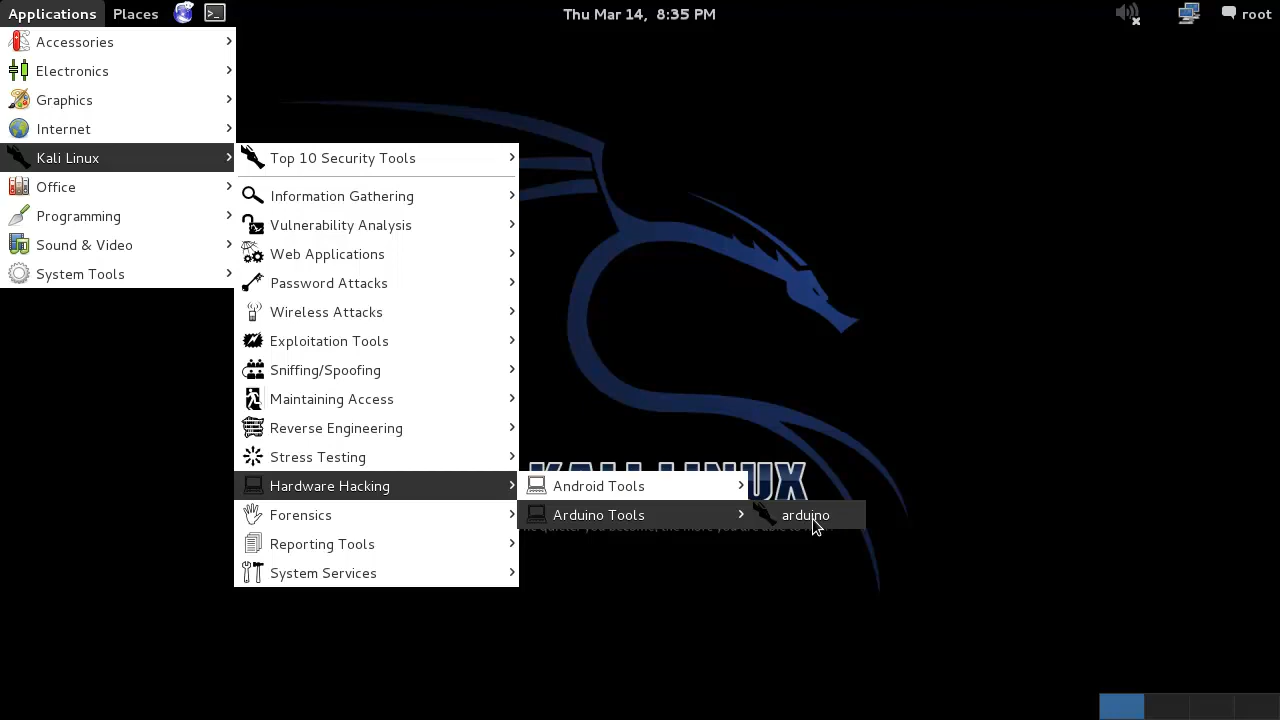 Applications Places Thu Mar 14, 8:35 PM root
Accessories
Electronics
Graphics
Internet
Kali Linux
Office
Programming
Sound & Video
System Tools
Top 10 Security Tools
Information Gathering
Vulnerability Analysis
Web Applications
Password Attacks
Wireless Attacks
Exploitation Tools
Sniffing/Spoofing
Maintaining Access
Reverse Engineering
Stress Testing
Hardware Hacking
Forensics
Reporting Tools
System Services
Android Tools
Arduino Tools
arduino
KALI LINUX